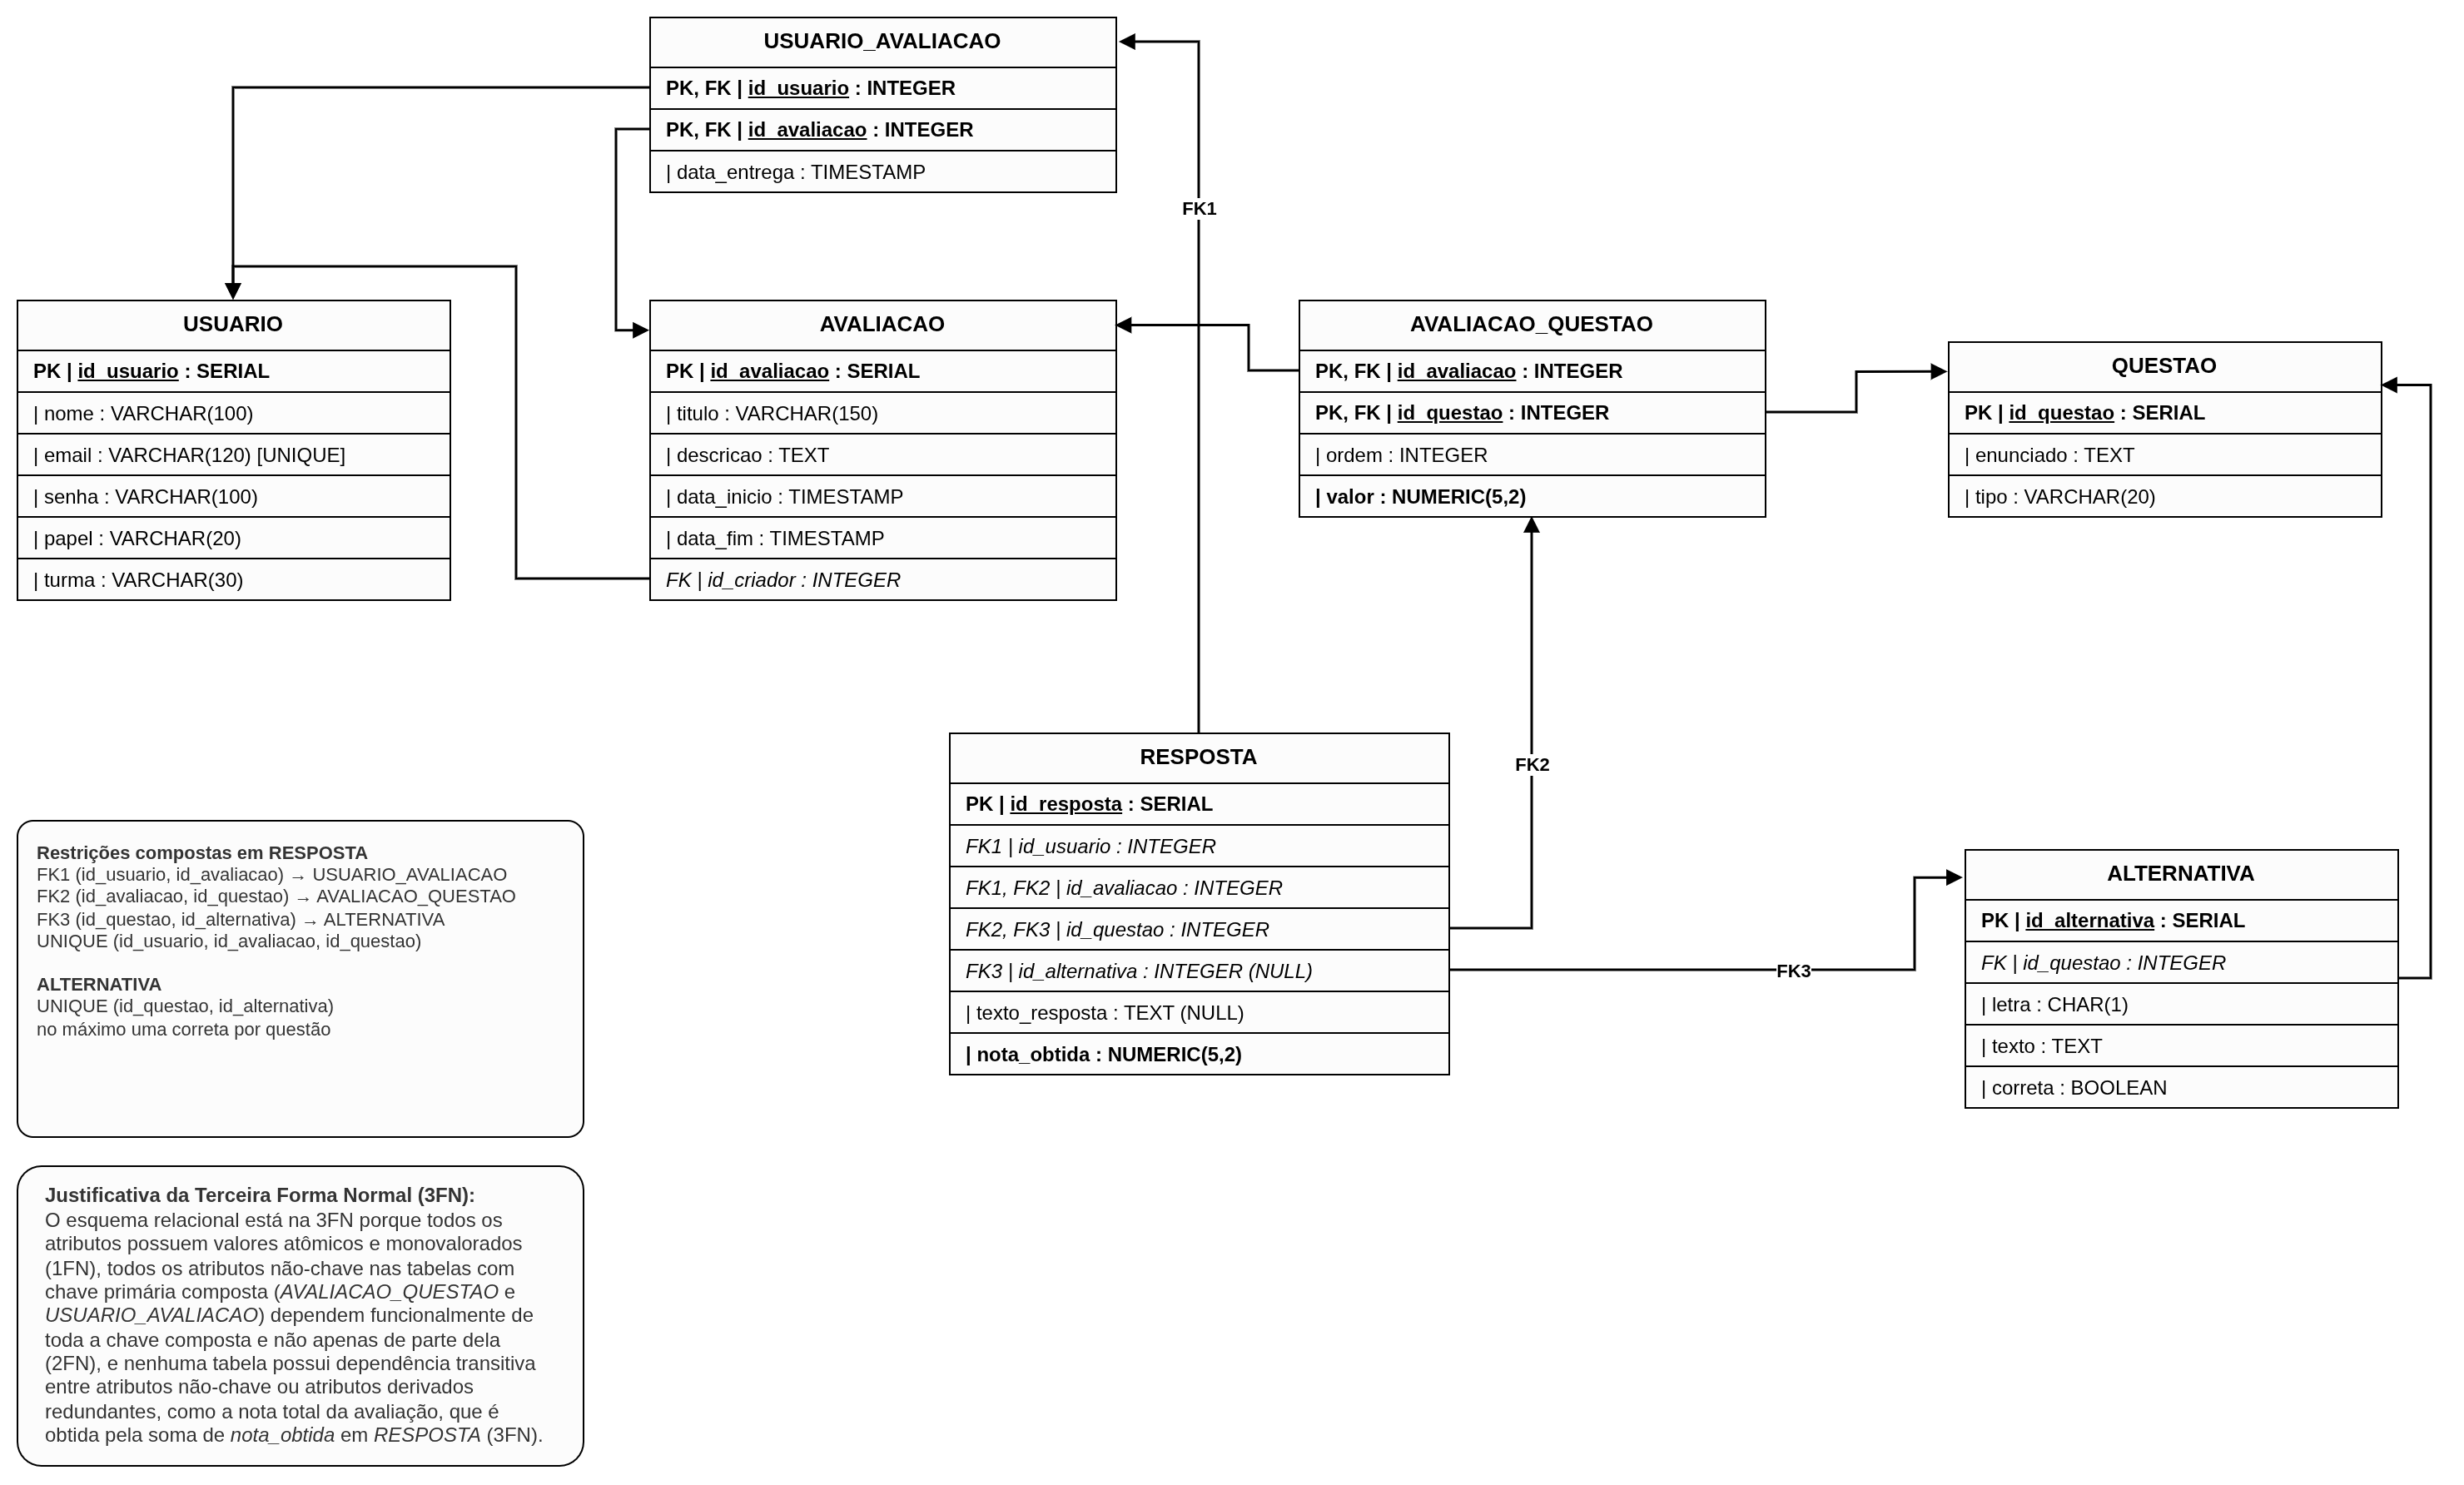 USUARIO_AVALIACAO
PK, FK | id_usuario : INTEGER
PK, FK | id_avaliacao : INTEGER
| data_entrega : TIMESTAMP
FK1
USUARIO
PK | id_usuario : SERIAL
| nome : VARCHAR(100)
| email : VARCHAR(120) [UNIQUE]
| senha : VARCHAR(100)
| papel : VARCHAR(20)
| turma : VARCHAR(30)
AVALIACAO
PK | id_avaliacao : SERIAL
| titulo : VARCHAR(150)
| descricao : TEXT
| data_inicio : TIMESTAMP
| data_fim : TIMESTAMP
FK | id_criador : INTEGER
AVALIACAO_QUESTAO
PK, FK | id_avaliacao : INTEGER
PK, FK | id_questao : INTEGER
| ordem : INTEGER
| valor : NUMERIC(5,2)
QUESTAO
PK | id_questao : SERIAL
| enunciado : TEXT
| tipo : VARCHAR(20)
RESPOSTA
PK | id_resposta : SERIAL
FK1 | id_usuario : INTEGER
FK1, FK2 | id_avaliacao : INTEGER
FK2, FK3 | id_questao : INTEGER
FK3 | id_alternativa : INTEGER (NULL)
| texto_resposta : TEXT (NULL)
| nota_obtida : NUMERIC(5,2)
FK2
FK3
ALTERNATIVA
PK | id_alternativa : SERIAL
FK | id_questao : INTEGER
| letra : CHAR(1)
| texto : TEXT
| correta : BOOLEAN
Restrições compostas em RESPOSTA
FK1 (id_usuario, id_avaliacao) → USUARIO_AVALIACAO
FK2 (id_avaliacao, id_questao) → AVALIACAO_QUESTAO
FK3 (id_questao, id_alternativa) → ALTERNATIVA
UNIQUE (id_usuario, id_avaliacao, id_questao)
ALTERNATIVA
UNIQUE (id_questao, id_alternativa)
no máximo uma correta por questão
Justificativa da Terceira Forma Normal (3FN):
O esquema relacional está na 3FN porque todos os
atributos possuem valores atômicos e monovalorados
(1FN), todos os atributos não-chave nas tabelas com
chave primária composta (AVALIACAO_QUESTAO e
USUARIO_AVALIACAO) dependem funcionalmente de
toda a chave composta e não apenas de parte dela
(2FN), e nenhuma tabela possui dependência transitiva
entre atributos não-chave ou atributos derivados
redundantes, como a nota total da avaliação, que é
obtida pela soma de nota_obtida em RESPOSTA (3FN).